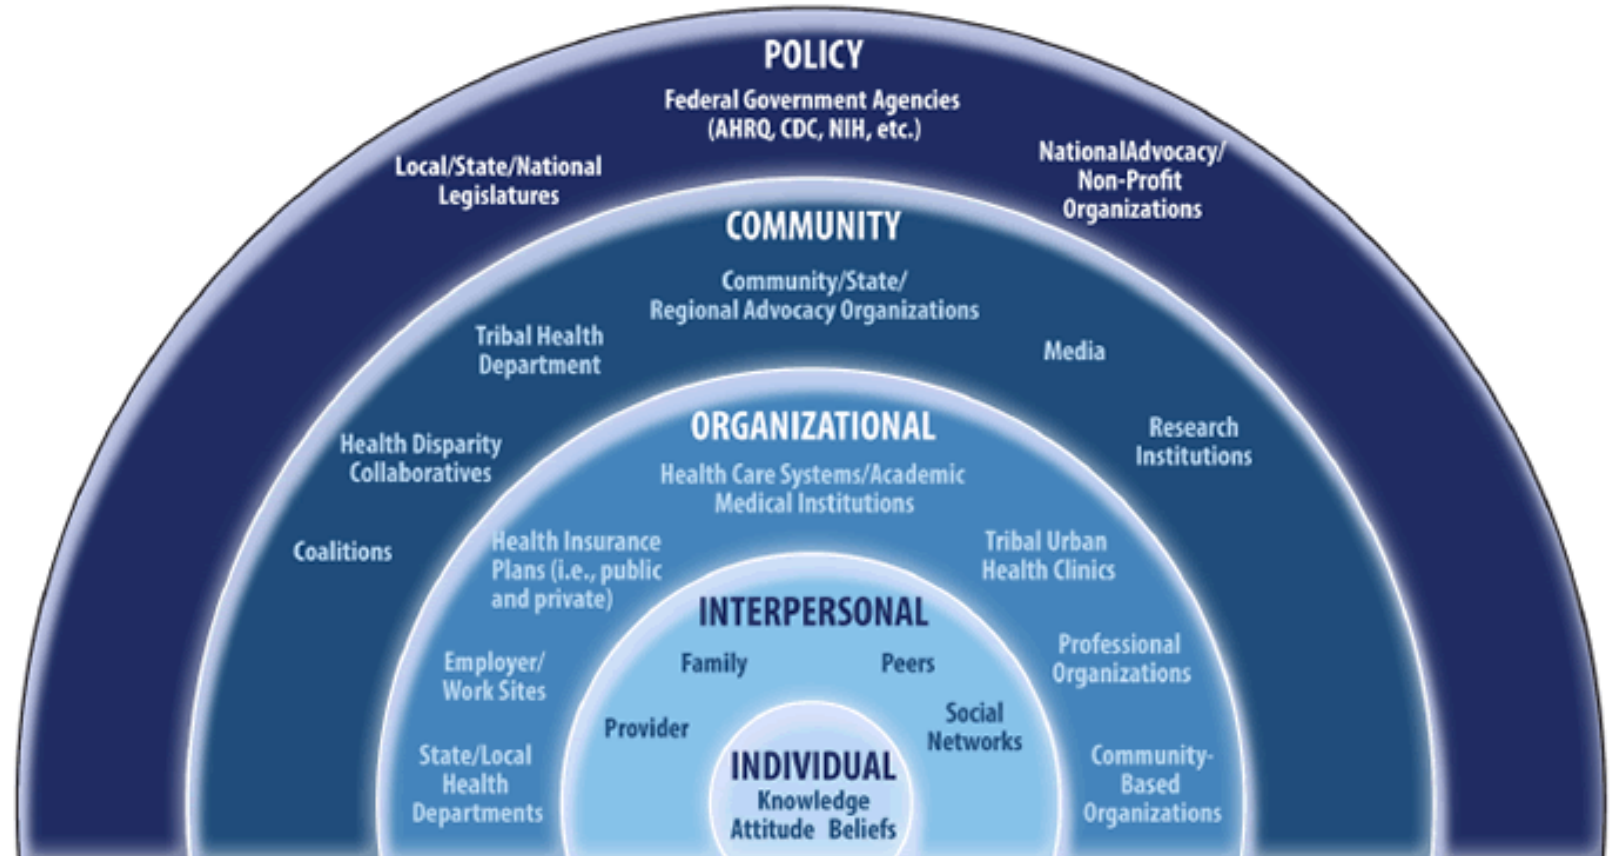 POLICY
Federal Government Agencies
(AHRQ, CDC, NIH, etc.)
Local/State/National
Legislatures
NationalAdvocacy/
Non-Profit
Organizations
COMMUNITY
Community/State/
Regional Advocacy Organizations
Tribal Health
Department
Media
Health Disparity
Collaboratives
Research
Institutions
Coalitions
ORGANIZATIONAL
Health Care Systems/Academic
Medical Institutions
Health Insurance
Plans (i.e., public
and private)
Tribal Urban
Health Clinics
Employer/
Work Sites
Professional
Organizations
State/Local
Health
Departments
Community-
Based
Organizations
INTERPERSONAL
Family
Peers
Provider
Social
Networks
INDIVIDUAL
Knowledge
Attitude Beliefs